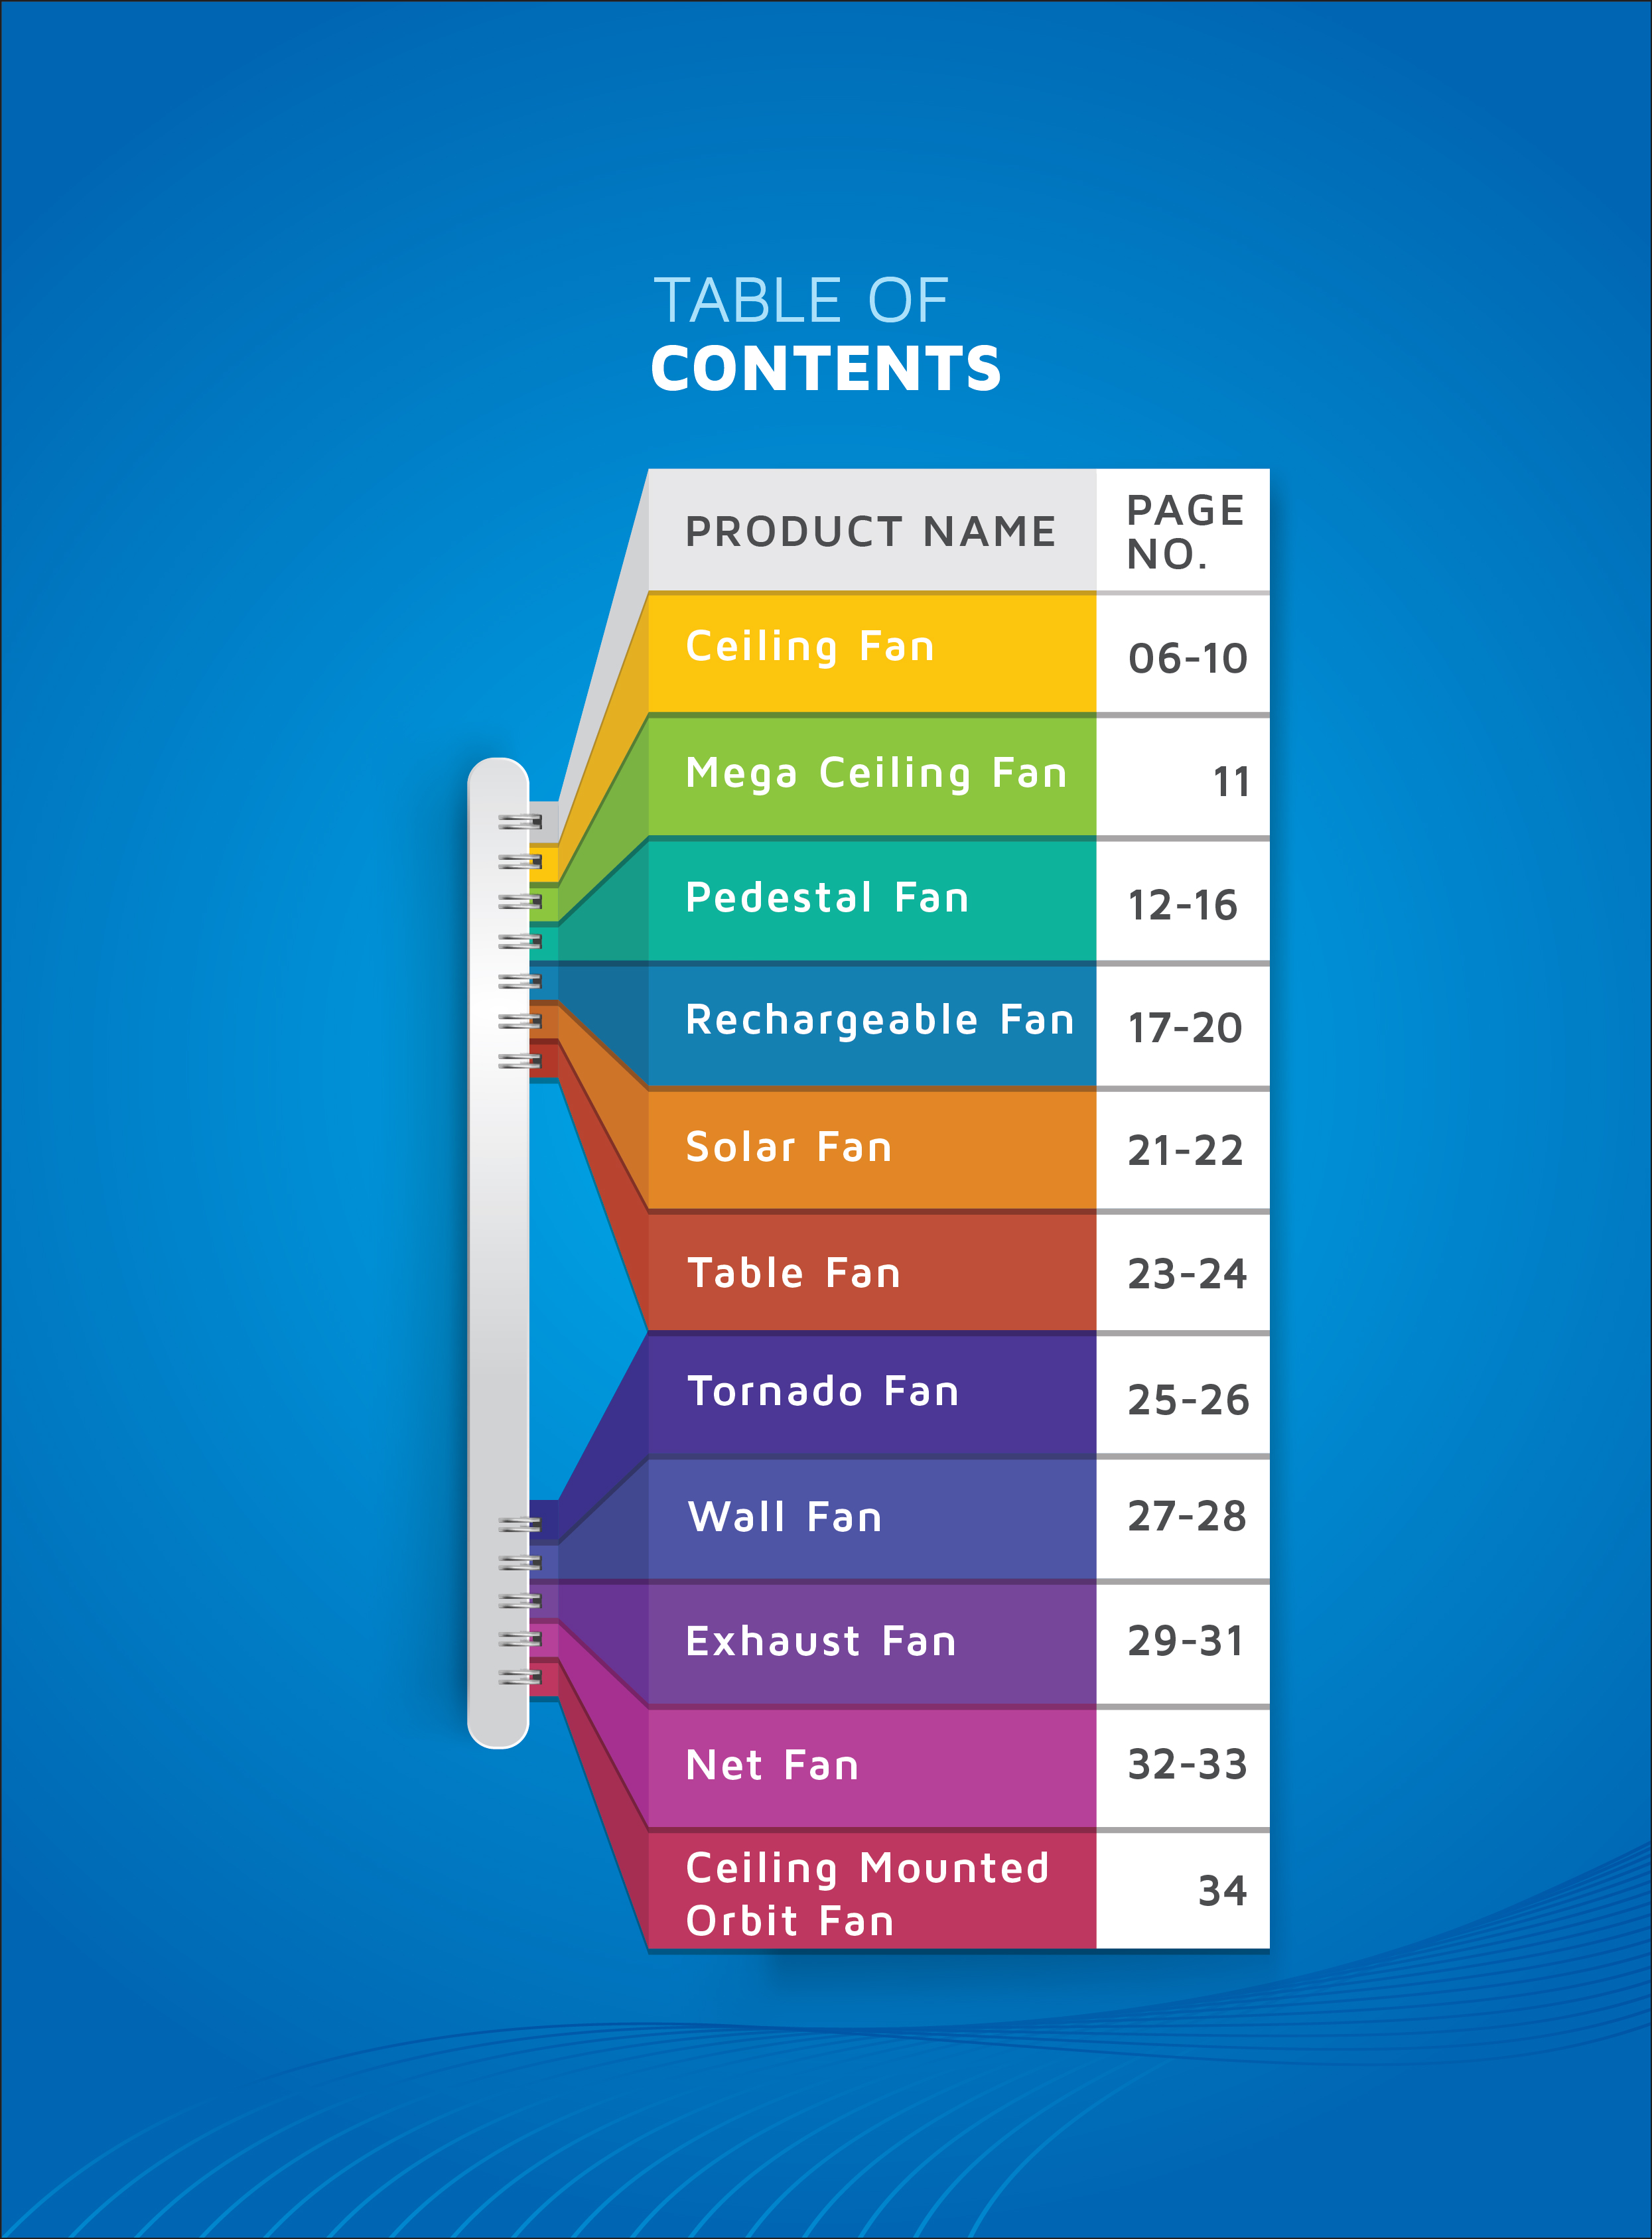 TABLE OF
CONTENTS
PRODUCT NAME
PAGE
NO.
Ceiling Fan
06-10
Mega Ceiling Fan
11
Pedestal Fan
12-16
Rechargeable Fan
17-20
Solar Fan
21-22
Table Fan
23-24
Tornado Fan
25-26
Wall Fan
27-28
Exhaust Fan
29-31
Net Fan
32-33
Ceiling Mounted
Orbit Fan
34